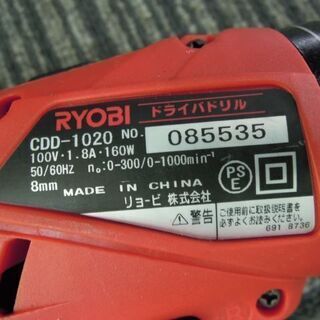 RYOBI ドライバドリル
CDD-1020 NO. 085535
100V・1.8A・160W
50/60HZ n₀:0-300/0-1000min⁻¹
8mm MADE IN CHINA
リョービ 株式会社
PS
E
⚠警告
ご使用前に取扱説明書を
必ずよくお読みください。
691 8736